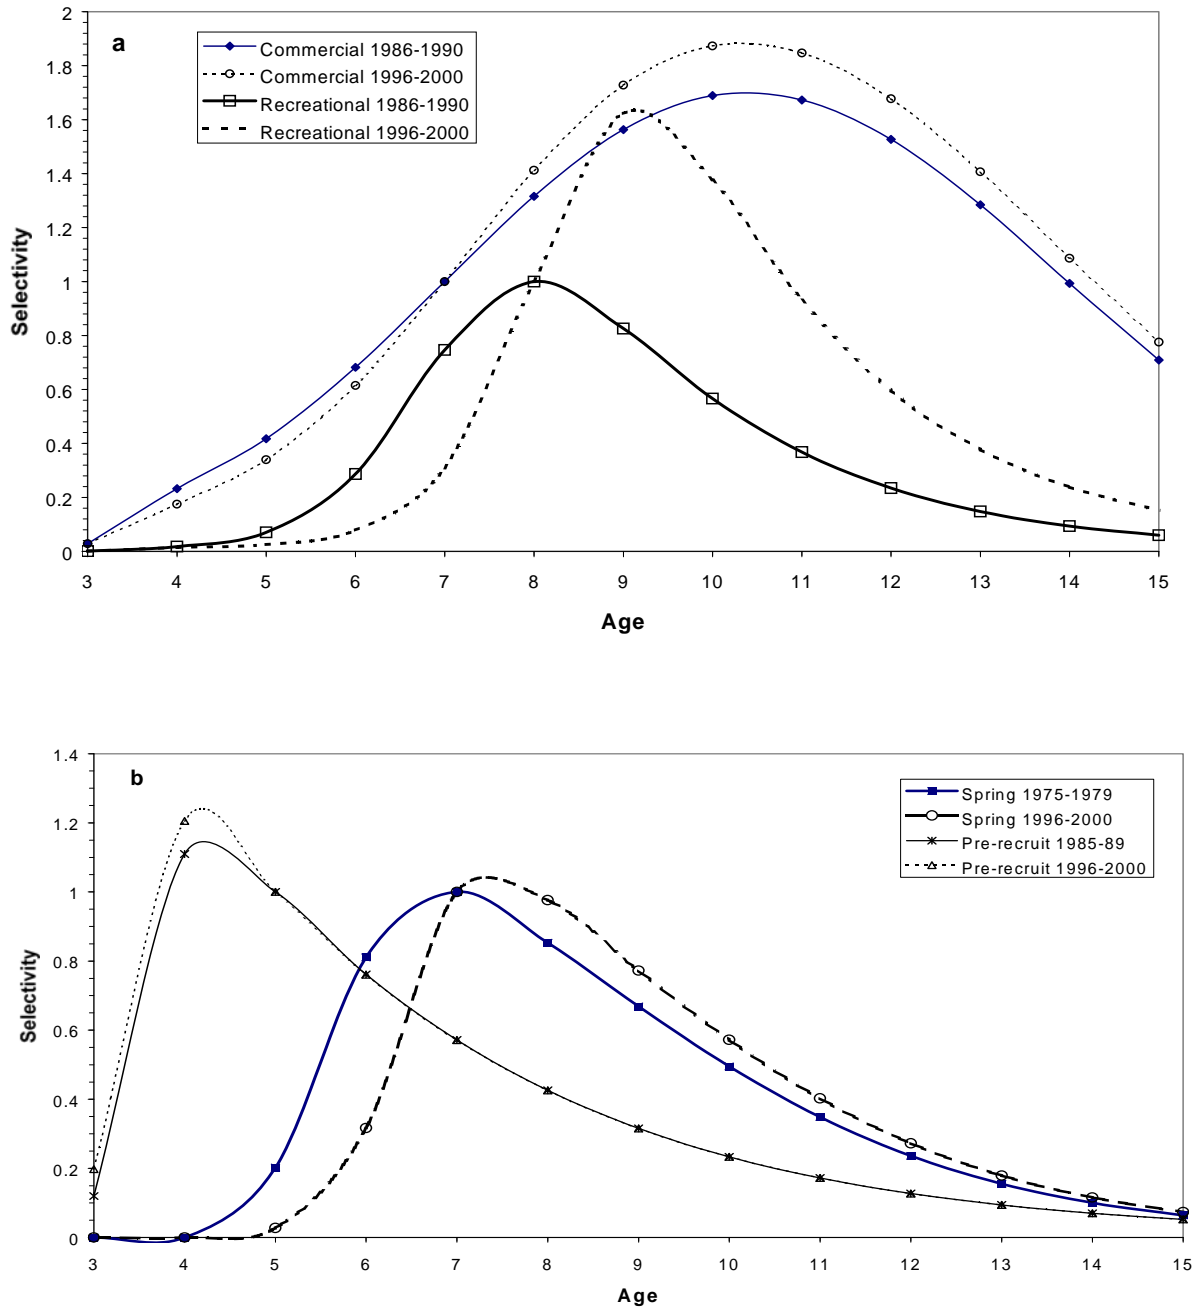 2
a
Commercial 1986-1990
Commercial 1996-2000
Recreational 1986-1990
Recreational 1996-2000
1.8
1.6
1.4
1.2
1
0.8
0.6
0.4
0.2
0
Selectivity
3 4 5 6 7 8 9 10 11 12 13 14 15
Age
1.4
b
Spring 1975-1979
Spring 1996-2000
Pre-recruit 1985-89
Pre-recruit 1996-2000
1.2
1
0.8
0.6
0.4
0.2
0
Selectivity
3 4 5 6 7 8 9 10 11 12 13 14 15
Age